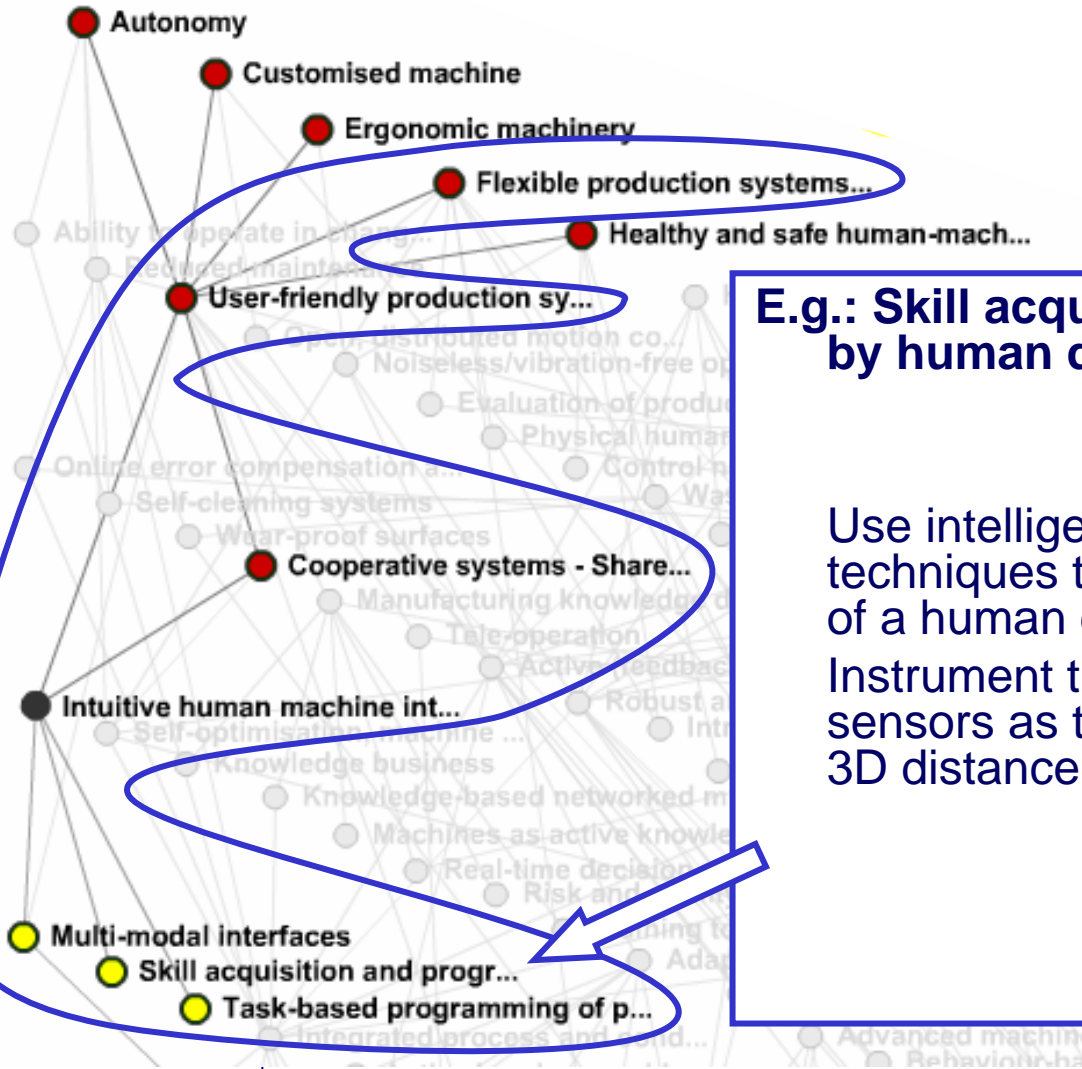 Autonomy
Customised machine
Ergonomic machinery
Flexible production systems...
Ability to operate in chang...
Healthy and safe human-mach...
Reduced maintenance
User-friendly production sy...
Open, distributed motion co...
Noiseless/vibration-free op
Evaluation of produ
Physical human
Online error compensation a...
Control
Self-cleaning systems
Wear-proof surfaces
Cooperative systems - Share...
Manufacturing knowledge
Tele-operation
Active feedbac
Robust a
Intuitive human machine int...
Self-optimisation, machine ...
Knowledge business
Knowledge-based networked m
Machines as active knowle
Real-time decision
Risk and
Multi-modal interfaces
Skill acquisition and progr...
Adap
Task-based programming of p...
Integrated process and
Advanced machin
Behaviour-ba
E.g.: Skill acqu
by human
Use intellige
techniques t
of a human
Instrument t
sensors as t
3D distance